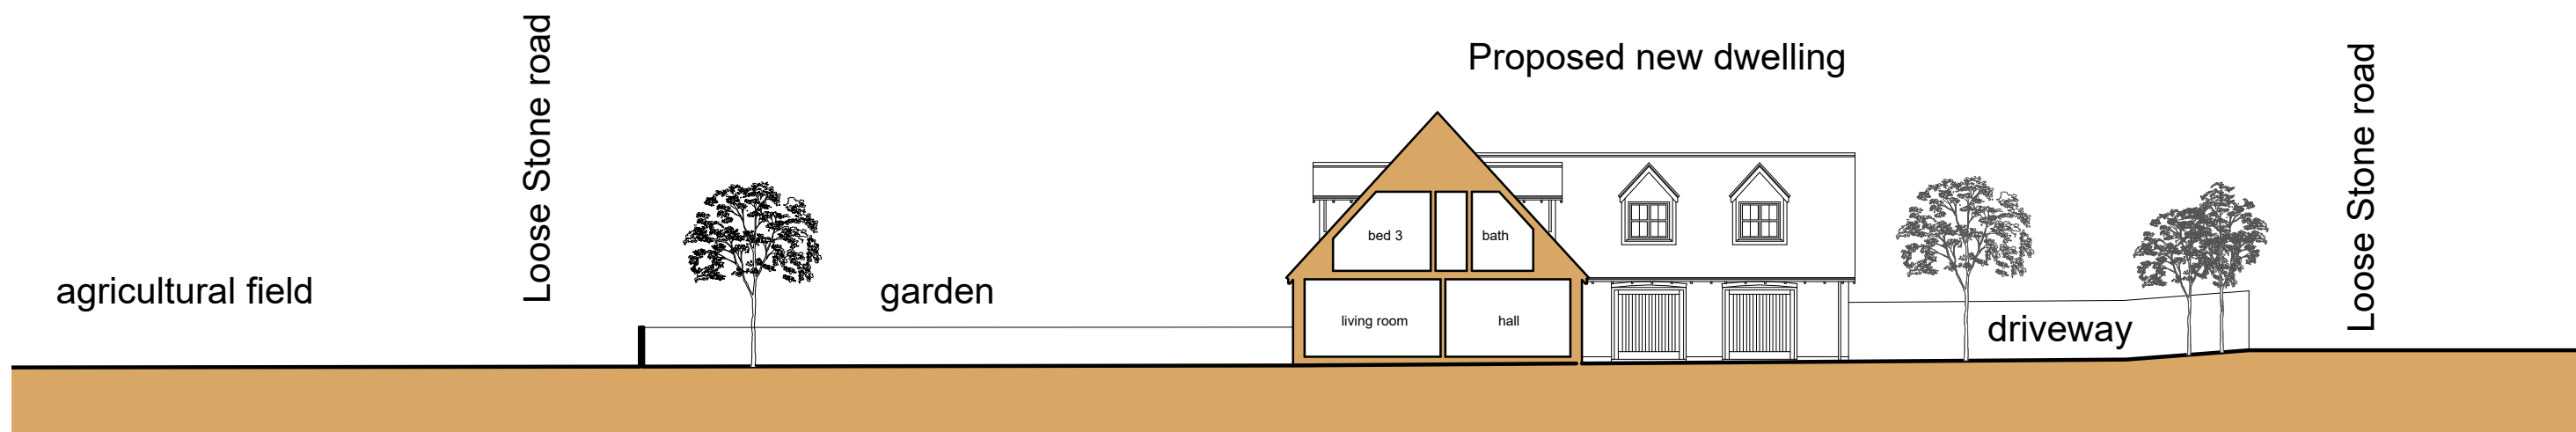 agricultural field
Loose Stone road
garden
Proposed new dwelling
bed 3
bath
living room
hall
driveway
Loose Stone road